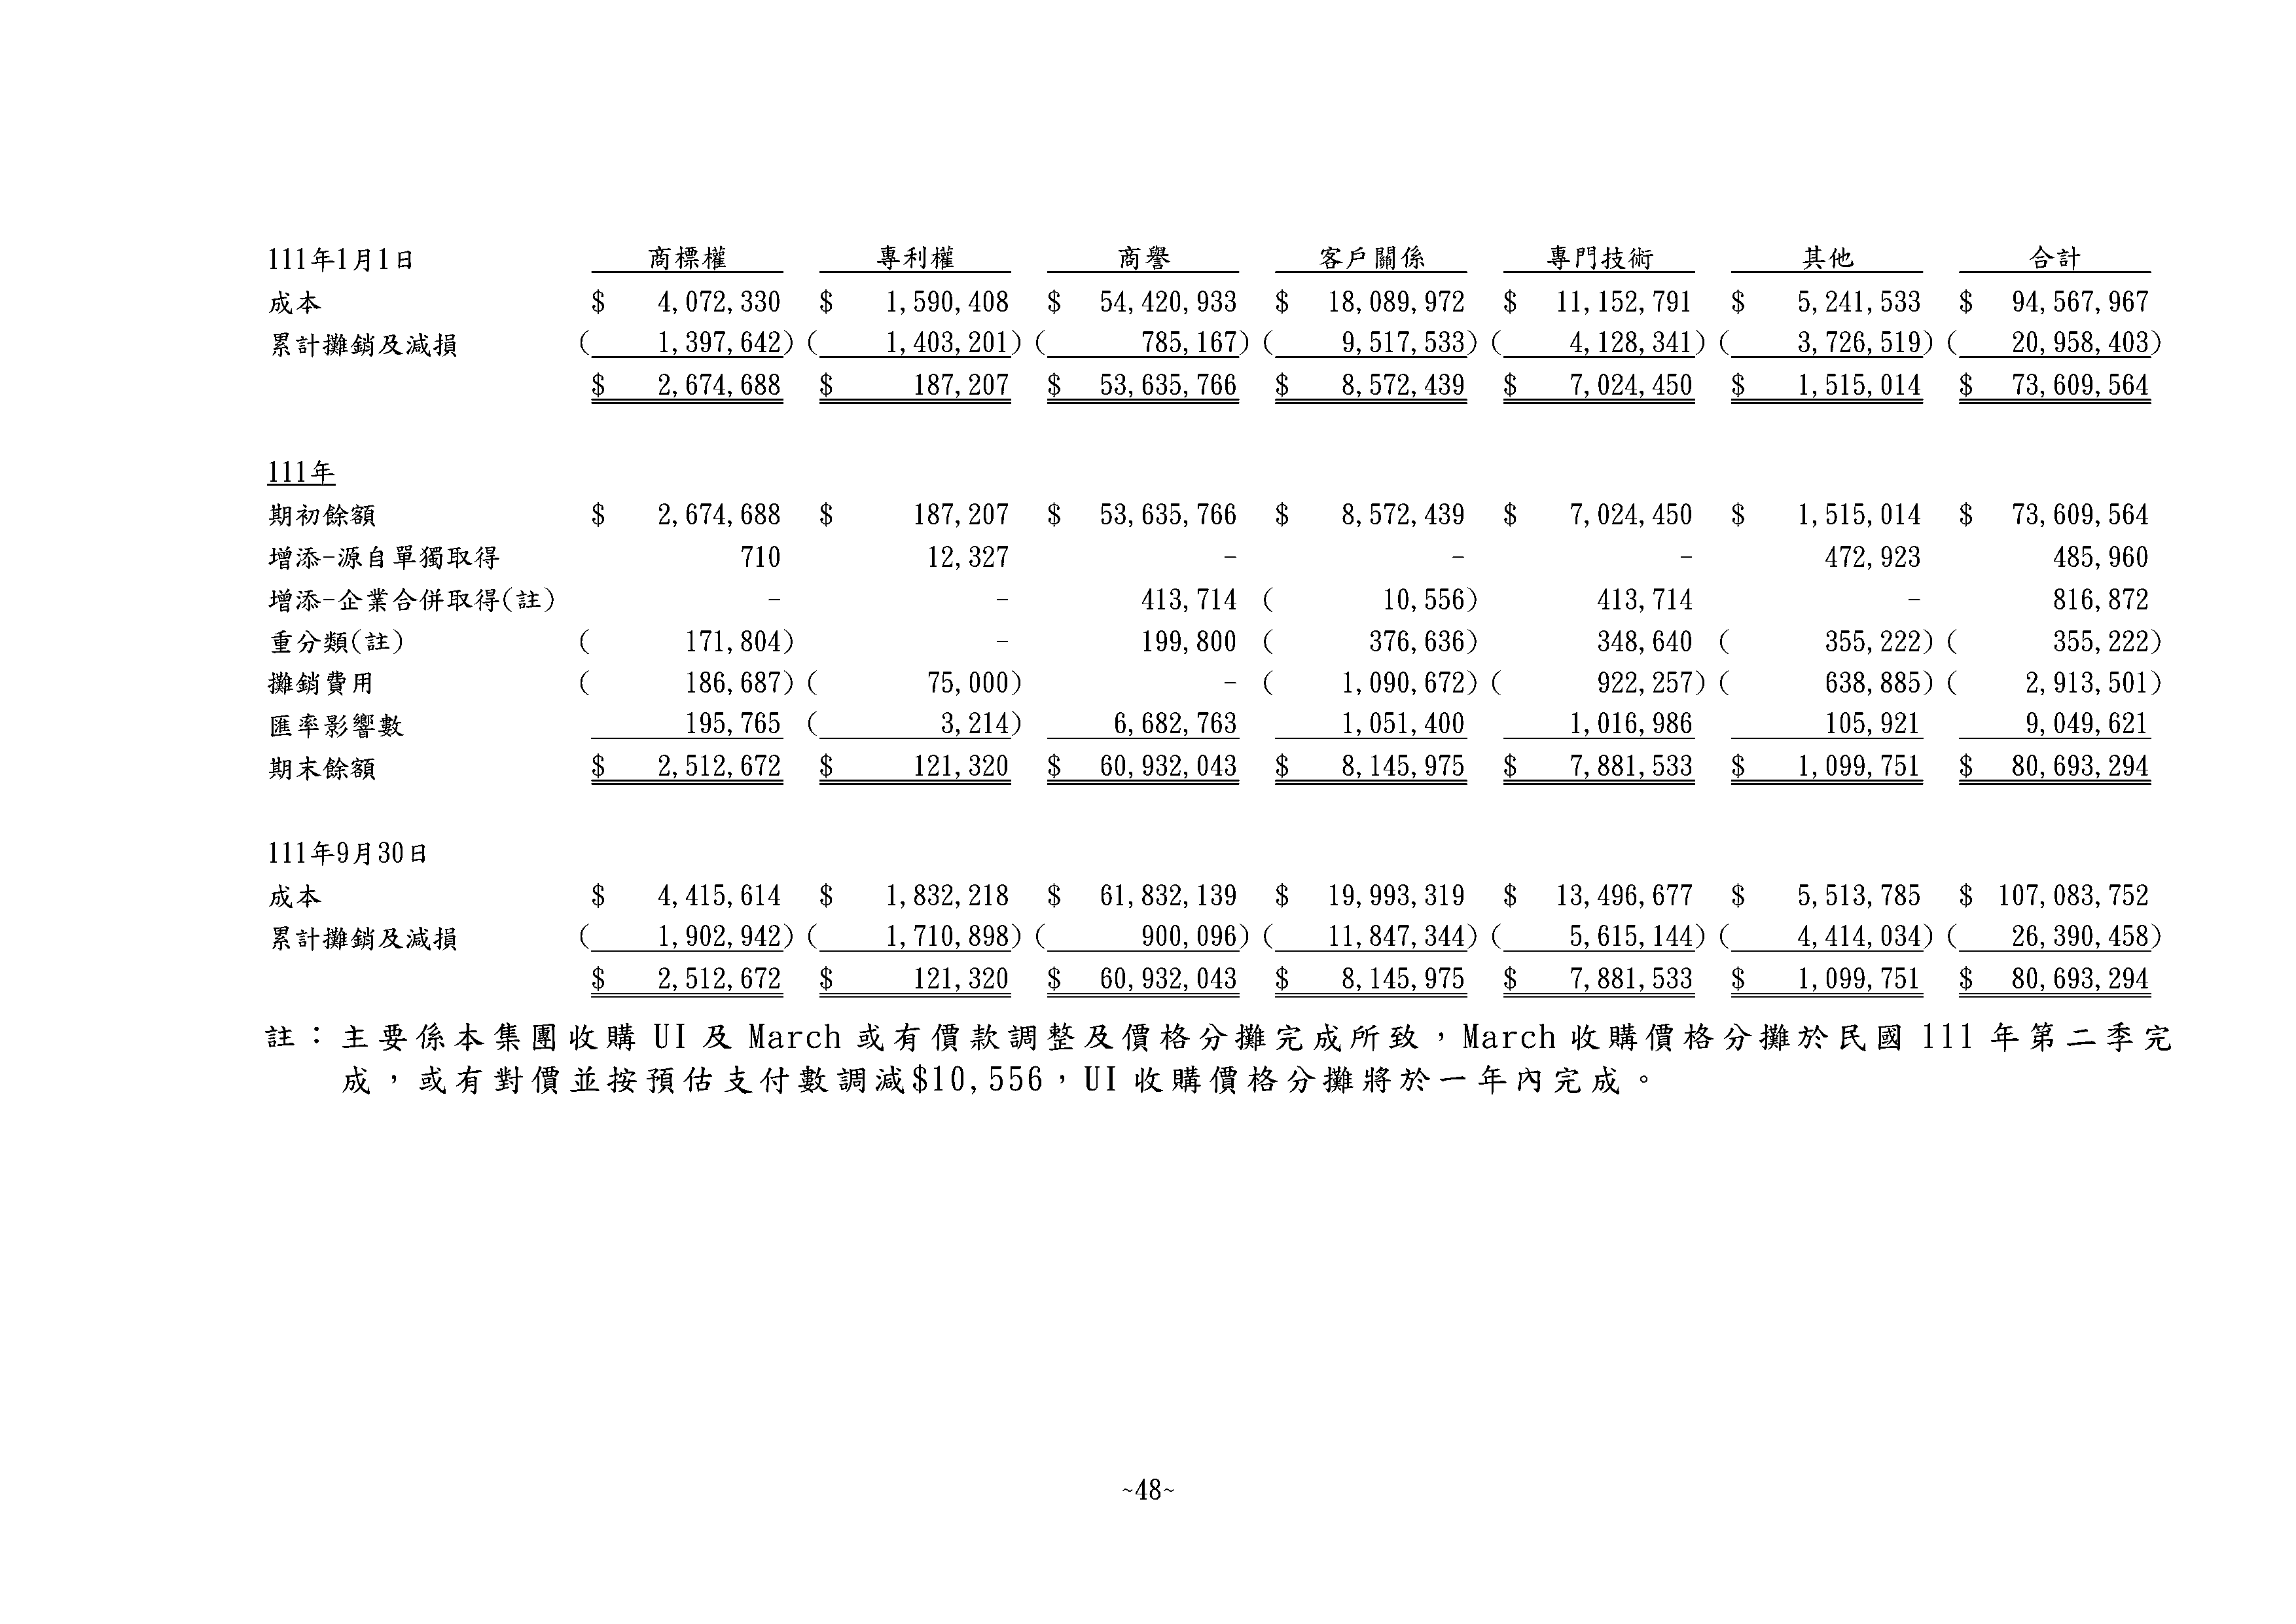 111年1月1日 商標權 專利權 商譽 客戶關係 專門技術 其他 合計
成本 $ 4,072,330 $ 1,590,408 $ 54,420,933 $ 18,089,972 $ 11,152,791 $ 5,241,533 $ 94,567,967
累計攤銷及減損 ( 1,397,642) ( 1,403,201) ( 785,167) ( 9,517,533) ( 4,128,341) ( 3,726,519) ( 20,958,403)
$ 2,674,688 $ 187,207 $ 53,635,766 $ 8,572,439 $ 7,024,450 $ 1,515,014 $ 73,609,564
111年
期初餘額 $ 2,674,688 $ 187,207 $ 53,635,766 $ 8,572,439 $ 7,024,450 $ 1,515,014 $ 73,609,564
增添-源自單獨取得 710 12,327 - - - 472,923 485,960
增添-企業合併取得(註) - - 413,714 ( 10,556) 413,714 - 816,872
重分類(註) ( 171,804) - 199,800 ( 376,636) 348,640 ( 355,222) ( 355,222)
攤銷費用 ( 186,687) ( 75,000) - ( 1,090,672) ( 922,257) ( 638,885) ( 2,913,501)
匯率影響數 195,765 ( 3,214) 6,682,763 1,051,400 1,016,986 105,921 9,049,621
期末餘額 $ 2,512,672 $ 121,320 $ 60,932,043 $ 8,145,975 $ 7,881,533 $ 1,099,751 $ 80,693,294
111年9月30日
成本 $ 4,415,614 $ 1,832,218 $ 61,832,139 $ 19,993,319 $ 13,496,677 $ 5,513,785 $ 107,083,752
累計攤銷及減損 ( 1,902,942) ( 1,710,898) ( 900,096) ( 11,847,344) ( 5,615,144) ( 4,414,034) ( 26,390,458)
$ 2,512,672 $ 121,320 $ 60,932,043 $ 8,145,975 $ 7,881,533 $ 1,099,751 $ 80,693,294
註：主要係本集團收購 UI 及 March 或有價款調整及價格分攤完成所致，March 收購價格分攤於民國 111 年第二季完
成，或有對價並按預估支付數調減$10,556，UI 收購價格分攤將於一年內完成。
~48~